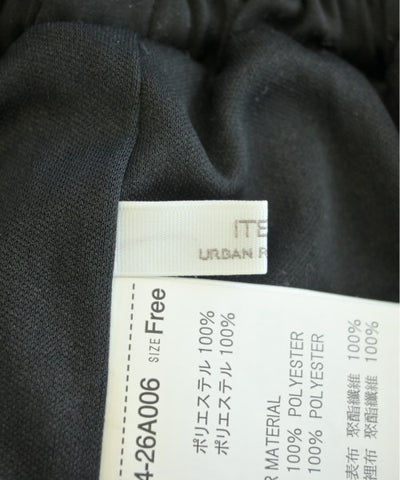 ITE
URBAN R
4-26A006 SIZE Free
ポリエステル 100%
ポリエステル 100%
R MATERIAL
100% POLYESTER
100% POLYESTER
表布 聚酯纖維 100%
裡布 聚酯纖維 100%